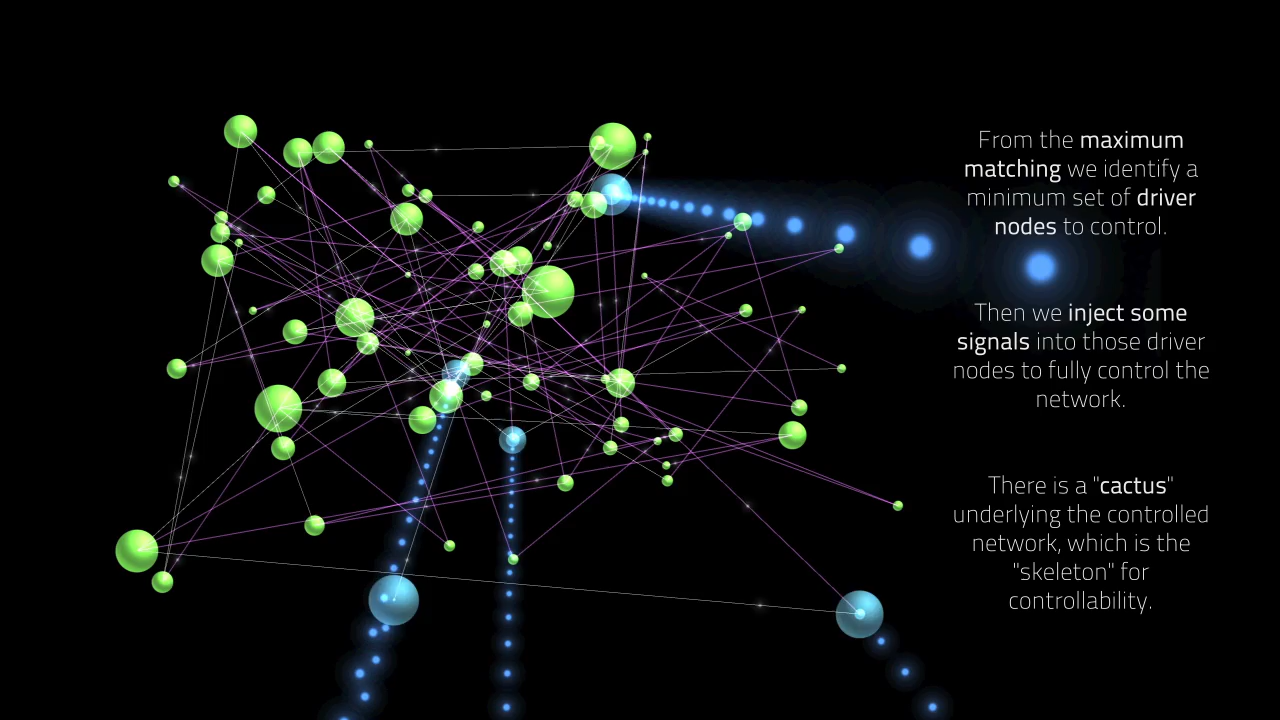 From the maximum
matching we identify a
minimum set of driver
nodes to control.
Then we inject some
signals into those driver
nodes to fully control the
network.
There is a "cactus"
underlying the controlled
network, which is the
"skeleton" for
controllability.